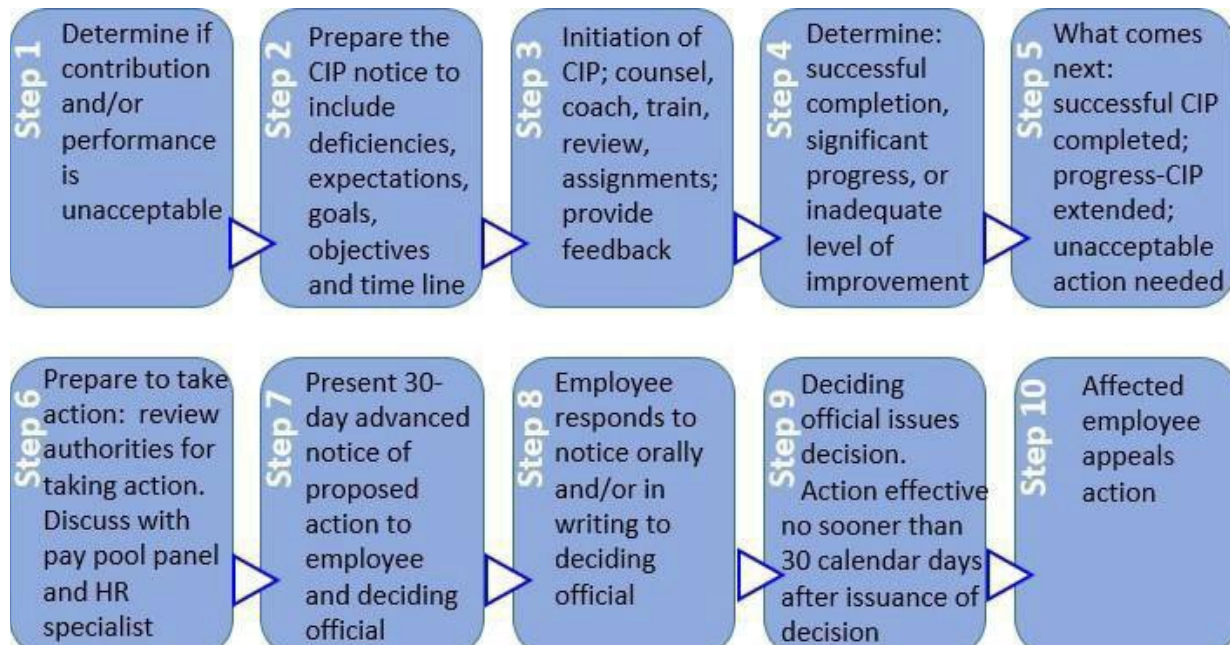 Step 1
Determine if
contribution
and/or
performance
is
unacceptable
Step 2
Prepare the
CIP notice to
include
deficiencies,
expectations,
goals,
objectives
and time line
Step 3
Initiation of
CIP; counsel,
coach, train,
review,
assignments;
provide
feedback
Step 4
Determine:
successful
completion,
significant
progress, or
inadequate
level of
improvement
Step 5
What comes
next:
successful CIP
completed;
progress-CIP
extended;
unacceptable
action needed
Step 6
Prepare to take
action: review
authorities for
taking action.
Discuss with
pay pool panel
and HR
specialist
Step 7
Present 30-
day advanced
notice of
proposed
action to
employee
and deciding
official
Step 8
Employee
responds to
notice orally
and/or in
writing to
deciding
official
Step 9
Deciding
official issues
decision.
Action effective
no sooner than
30 calendar days
after issuance of
decision
Step 10
Affected
employee
appeals
action